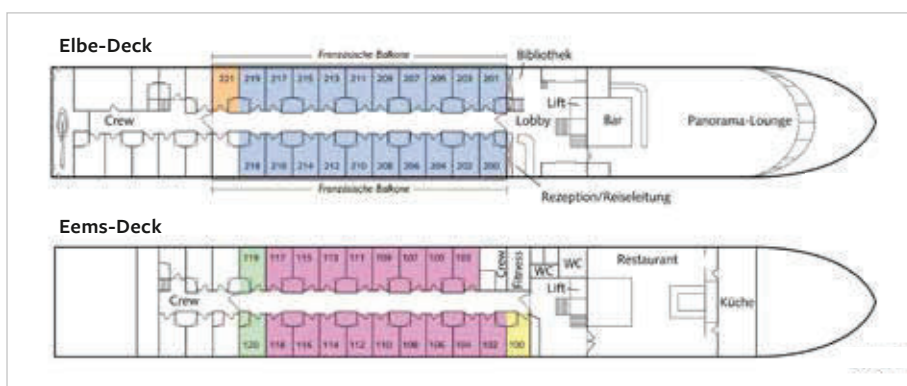 Elbe-Deck
Französische Balkone
Bibliothek
221 219 217 215 213 211 209 207 205 203 201
Crew
Lobby
Lift
Bar
Panorama-Lounge
218 216 214 212 210 208 206 204 202 200
Französische Balkone
Rezeption/Reiseleitung
Eems-Deck
119 117 115 113 111 109 107 105 103
Crew
Fitness
WC
WC
Restaurant
Crew
Lift
Küche
120 118 116 114 112 110 108 106 104 102 100